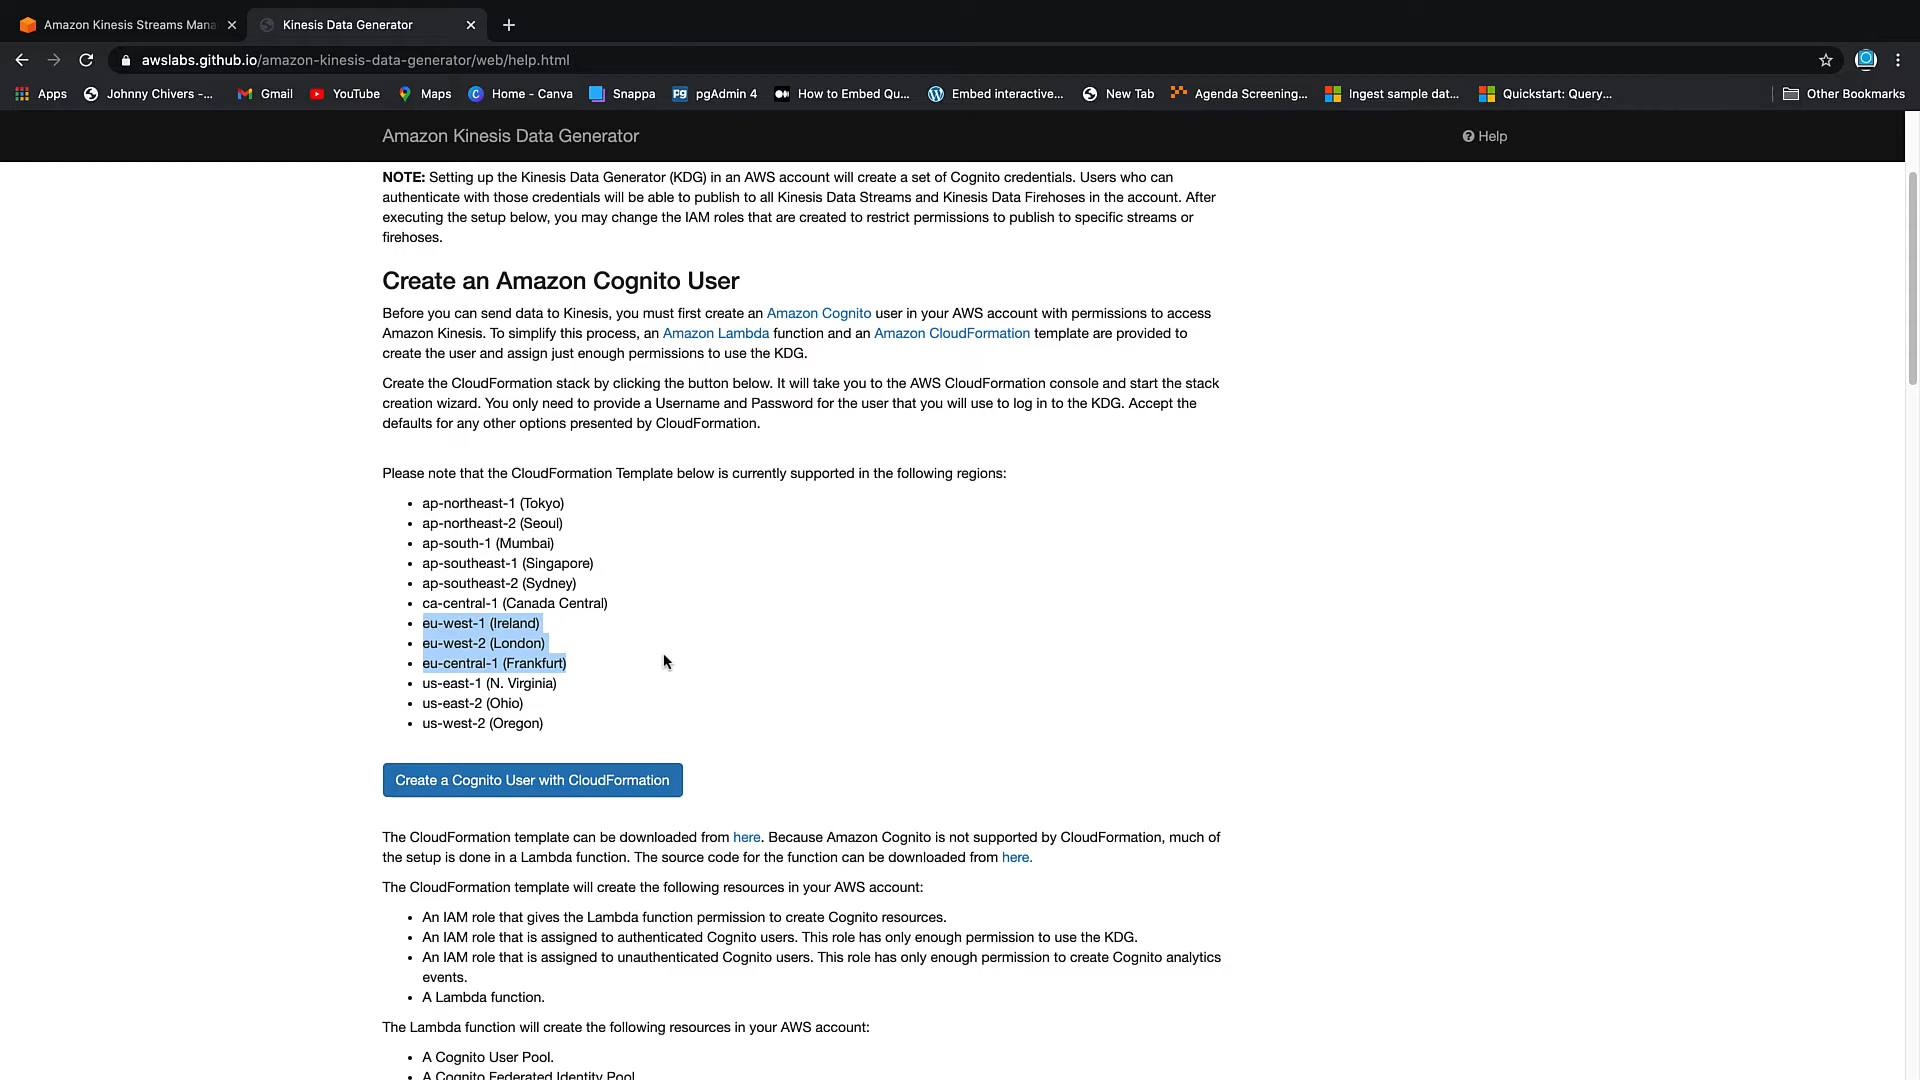 Amazon Kinesis Streams Mana
Kinesis Data Generator
awslabs.github.io/amazon-kinesis-data-generator/web/help.html
Apps
Johnny Chivers -...
Gmail
YouTube
Maps
Home - Canva
Snappa
pgAdmin 4
How to Embed Qu...
Embed interactive...
New Tab
Agenda Screening...
Ingest sample dat...
Quickstart: Query...
Other Bookmarks
Amazon Kinesis Data Generator
Help
NOTE: Setting up the Kinesis Data Generator (KDG) in an AWS account will create a set of Cognito credentials. Users who can
authenticate with those credentials will be able to publish to all Kinesis Data Streams and Kinesis Data Firehoses in the account. After
executing the setup below, you may change the IAM roles that are created to restrict permissions to publish to specific streams or
firehoses.
Create an Amazon Cognito User
Before you can send data to Kinesis, you must first create an Amazon Cognito user in your AWS account with permissions to access
Amazon Kinesis. To simplify this process, an Amazon Lambda function and an Amazon CloudFormation template are provided to
create the user and assign just enough permissions to use the KDG.
Create the CloudFormation stack by clicking the button below. It will take you to the AWS CloudFormation console and start the stack
creation wizard. You only need to provide a Username and Password for the user that you will use to log in to the KDG. Accept the
defaults for any other options presented by CloudFormation.
Please note that the CloudFormation Template below is currently supported in the following regions:
• ap-northeast-1 (Tokyo)
• ap-northeast-2 (Seoul)
• ap-south-1 (Mumbai)
• ap-southeast-1 (Singapore)
• ap-southeast-2 (Sydney)
• ca-central-1 (Canada Central)
• eu-west-1 (Ireland)
• eu-west-2 (London)
• eu-central-1 (Frankfurt)
• us-east-1 (N. Virginia)
• us-east-2 (Ohio)
• us-west-2 (Oregon)
Create a Cognito User with CloudFormation
The CloudFormation template can be downloaded from here. Because Amazon Cognito is not supported by CloudFormation, much of
the setup is done in a Lambda function. The source code for the function can be downloaded from here.
The CloudFormation template will create the following resources in your AWS account:
• An IAM role that gives the Lambda function permission to create Cognito resources.
• An IAM role that is assigned to authenticated Cognito users. This role has only enough permission to use the KDG.
• An IAM role that is assigned to unauthenticated Cognito users. This role has only enough permission to create Cognito analytics
events.
• A Lambda function.
The Lambda function will create the following resources in your AWS account:
• A Cognito User Pool.
• A Cognito Federated Identity Pool.